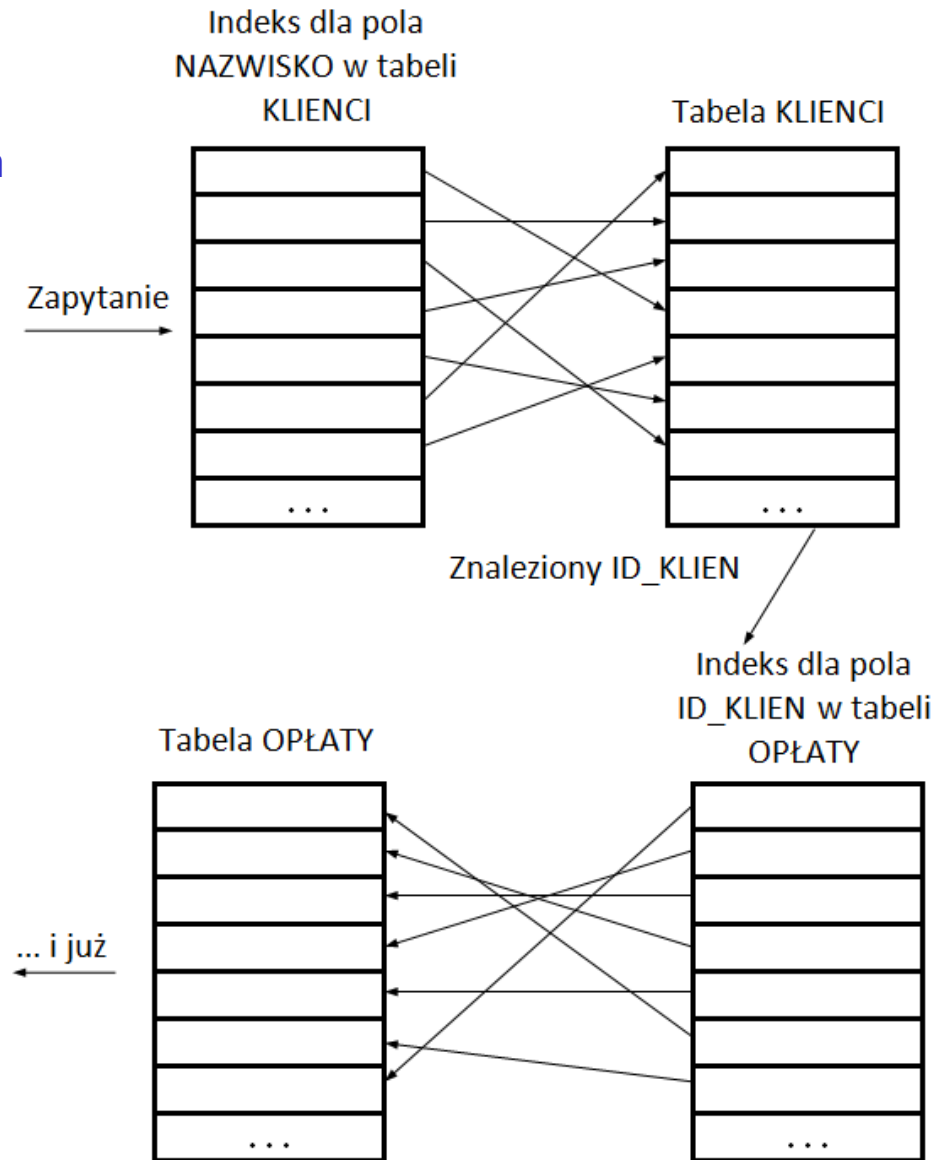 Indeks dla pola
NAZWISKO w tabeli
KLIENCI
Tabela KLIENCI
Zapytanie
. . .
. . .
Znaleziony ID_KLIEN
Indeks dla pola
ID_KLIEN w tabeli
OPŁATY
Tabela OPŁATY
... i już
. . .
. . .